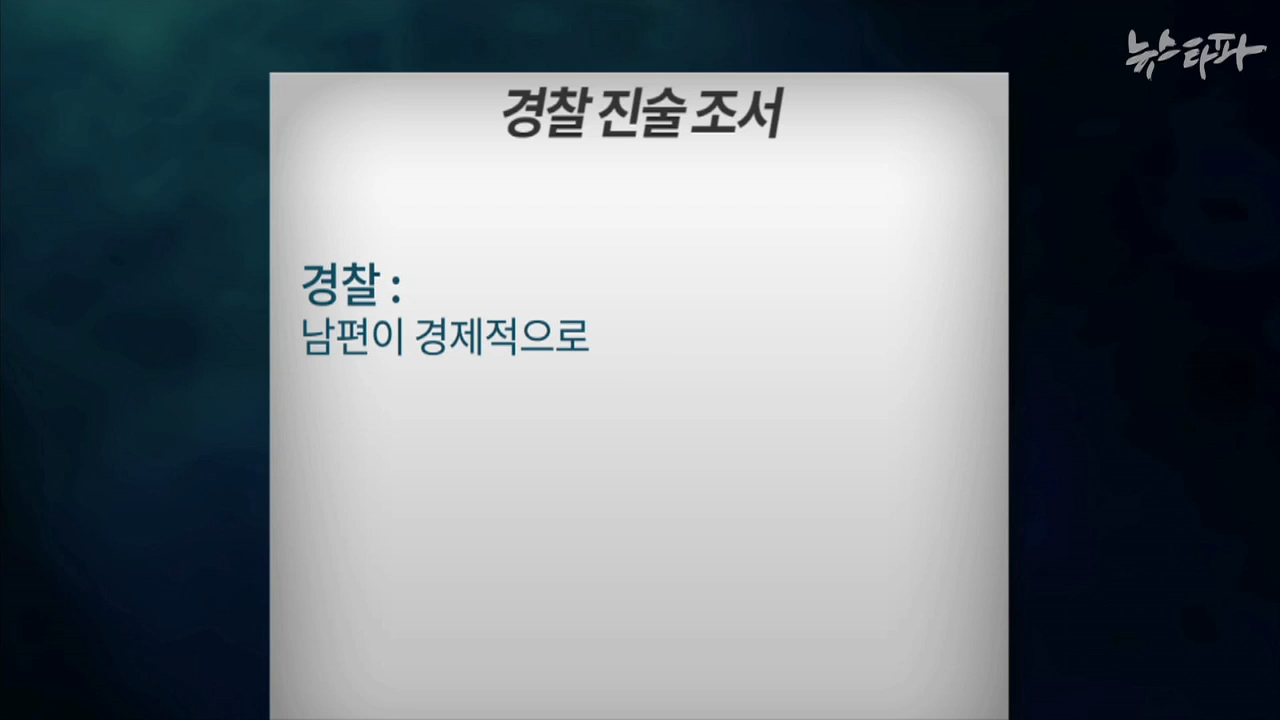 뉴스타파
경찰 진술 조서
경찰 :
남편이 경제적으로